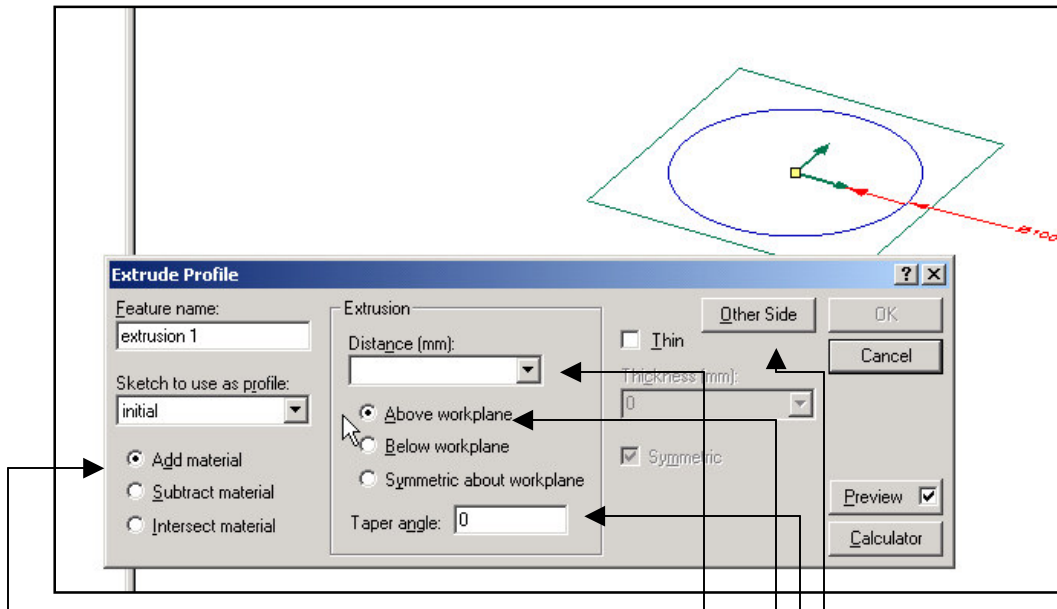 Ø100
Extrude Profile
Feature name:
extrusion 1
Sketch to use as profile:
initial
Add material
Subtract material
Intersect material
Extrusion
Distance (mm):
Above workplane
Below workplane
Symmetric about workplane
Taper angle: 0
Other Side
Thin
Thickness (mm):
0
Symmetric
OK
Cancel
Preview
Calculator